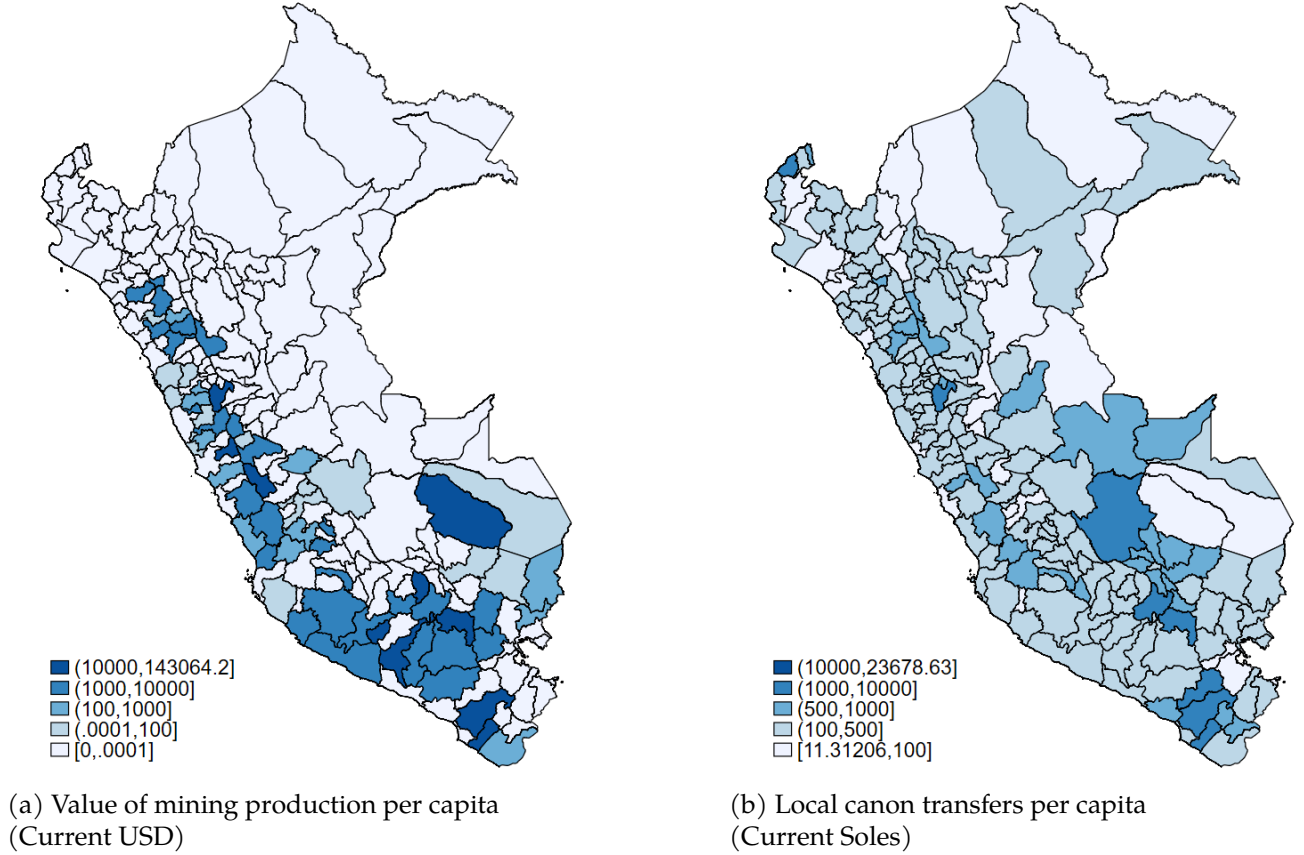 (10000,143064.2]
(1000,10000]
(100,1000]
(.0001,100]
[0,.0001]
(a) Value of mining production per capita
(Current USD)
(10000,23678.63]
(1000,10000]
(500,1000]
(100,500]
[11.31206,100]
(b) Local canon transfers per capita
(Current Soles)